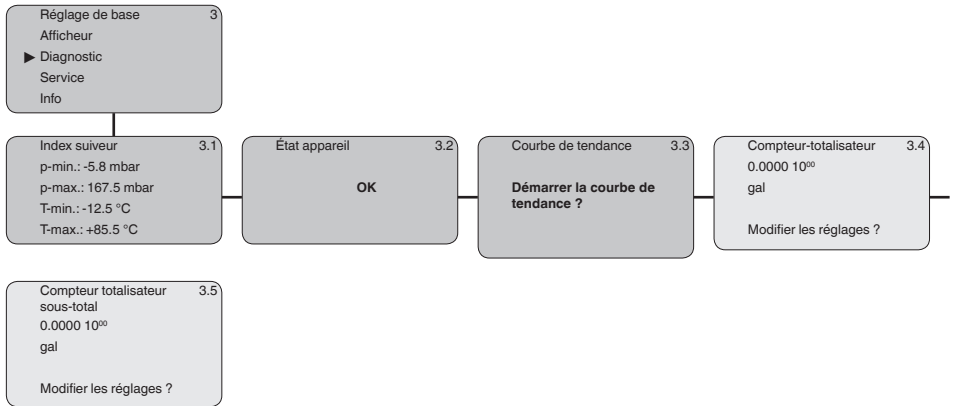 Réglage de base 3
Afficheur
▶ Diagnostic
Service
Info
Index suiveur 3.1
p-min.: -5.8 mbar
p-max.: 167.5 mbar
T-min.: -12.5 °C
T-max.: +85.5 °C
État appareil 3.2
OK
Courbe de tendance 3.3
Démarrer la courbe de
tendance ?
Compteur-totalisateur 3.4
0.0000 10⁰⁰
gal
Modifier les réglages ?
Compteur totalisateur 3.5
sous-total
0.0000 10⁰⁰
gal
Modifier les réglages ?